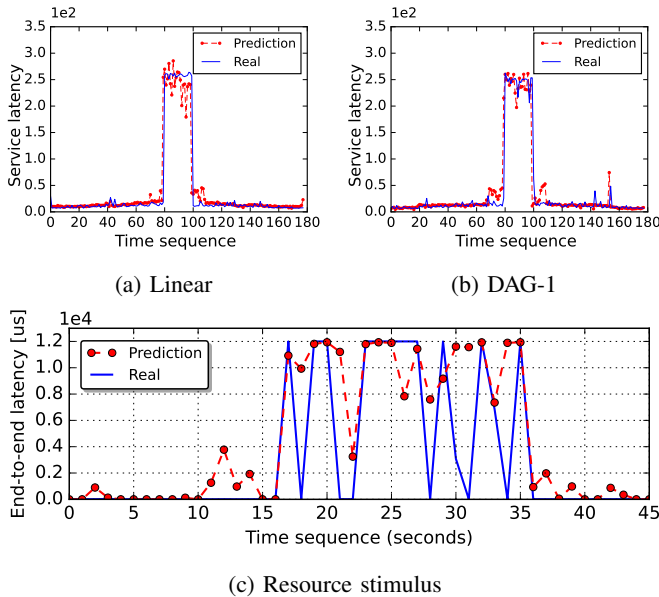 1e2
1e2
3.5
3.0
2.5
2.0
1.5
1.0
0.5
0.0
Service latency
Prediction
Real
0 20 40 60 80 100 120 140 160 180
Time sequence
3.5
3.0
2.5
2.0
1.5
1.0
0.5
0.0
Service latency
Prediction
Real
0 20 40 60 80 100 120 140 160 180
Time sequence
(a) Linear
(b) DAG-1
1e4
1.2
1.0
0.8
0.6
0.4
0.2
0.0
End-to-end latency [us]
Prediction
Real
0 5 10 15 20 25 30 35 40 45
Time sequence (seconds)
(c) Resource stimulus